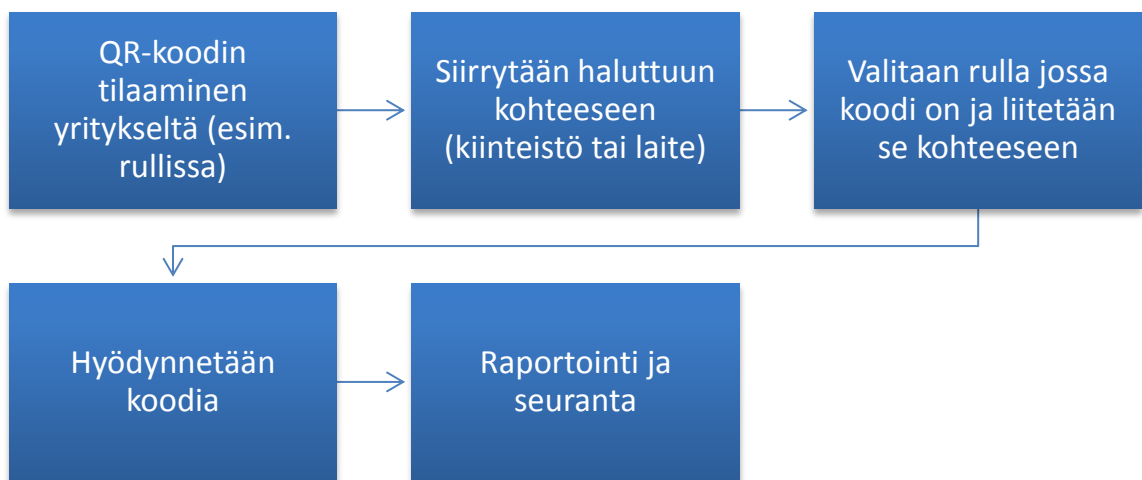 QR-koodin
tilaaminen
yritykseltä (esim.
rullissa)
Siirrytään haluttuun
kohteeseen
(kiinteistö tai laite)
Valitaan rulla jossa
koodi on ja liitetään
se kohteeseen
Hyödynnetään
koodia
Raportointi ja
seuranta